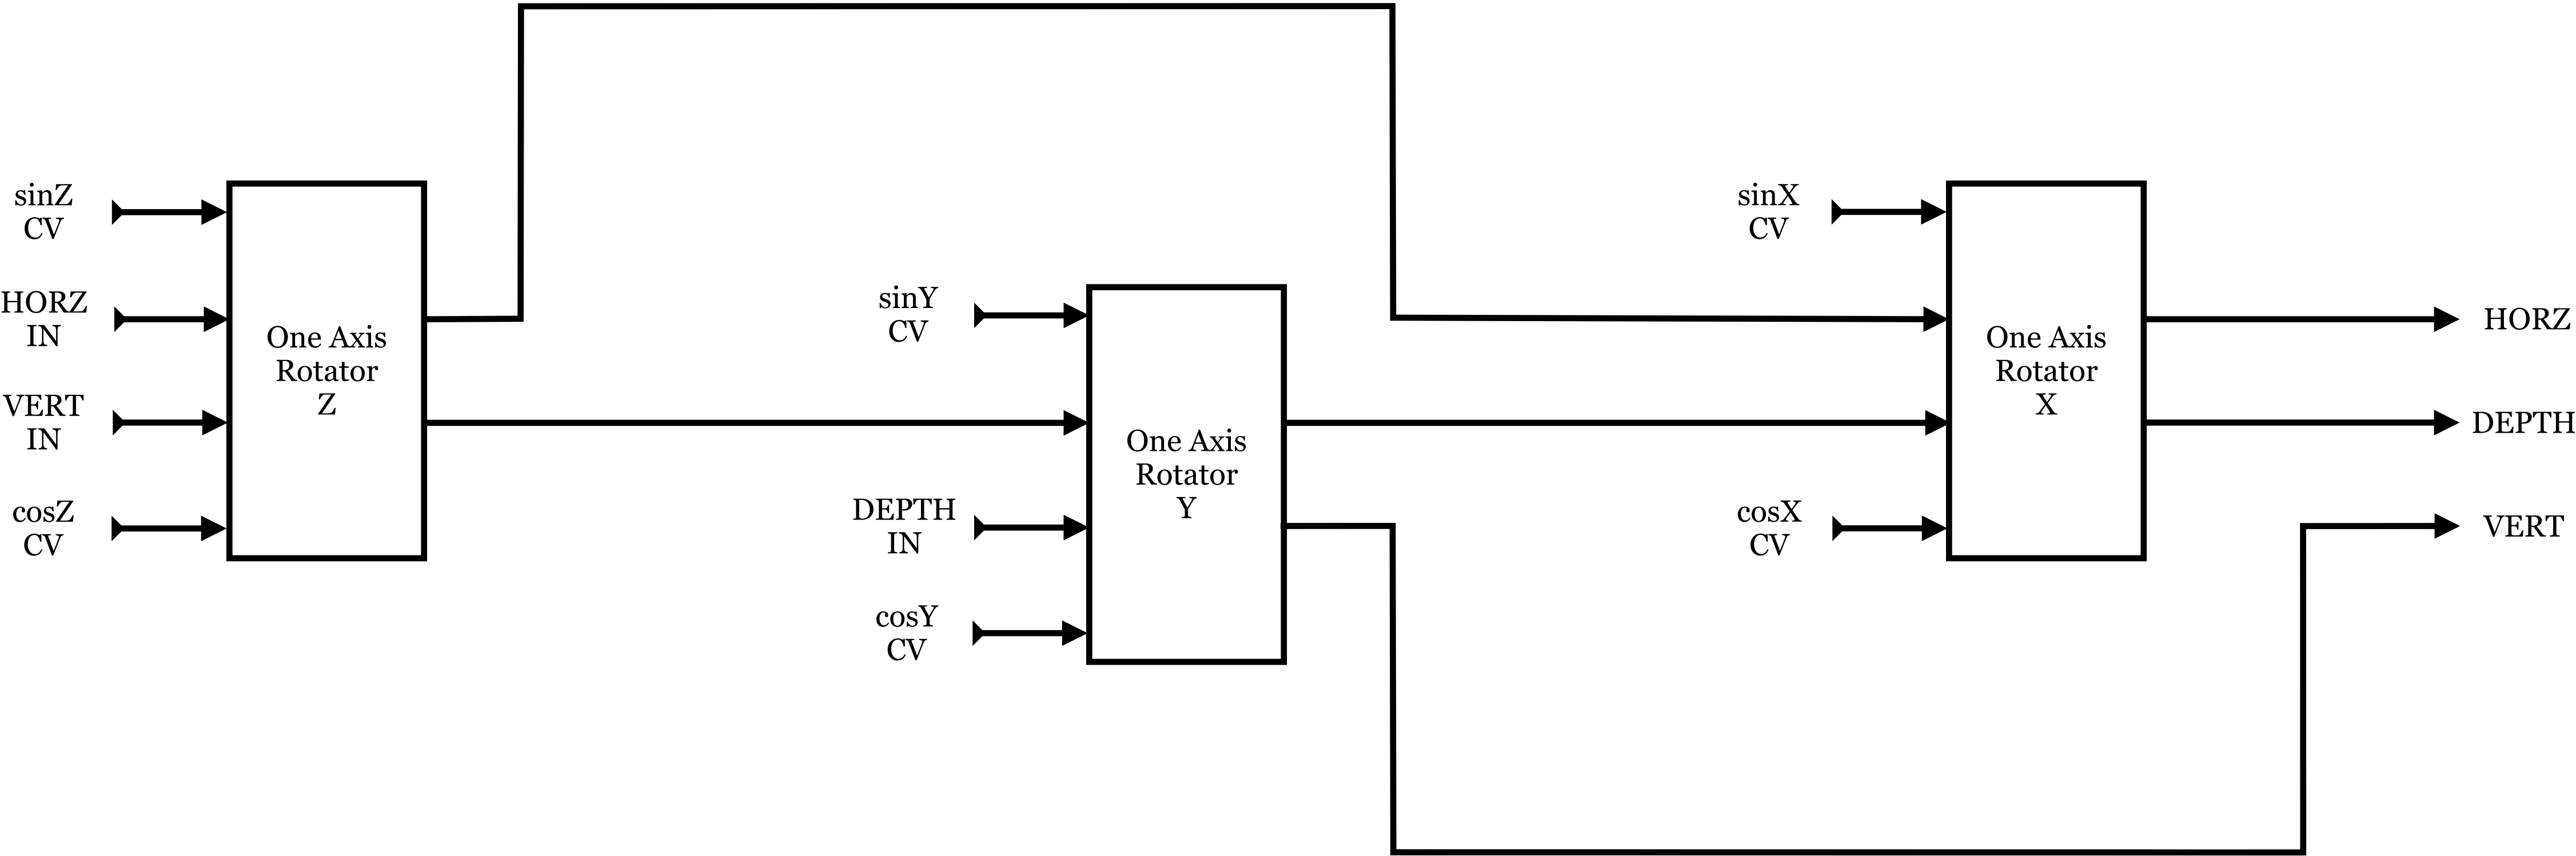 sinZ
CV
HORZ
IN
VERT
IN
cosZ
CV
One Axis
Rotator
Z
sinY
CV
DEPTH
IN
cosY
CV
One Axis
Rotator
Y
sinX
CV
cosX
CV
One Axis
Rotator
X
HORZ
DEPTH
VERT